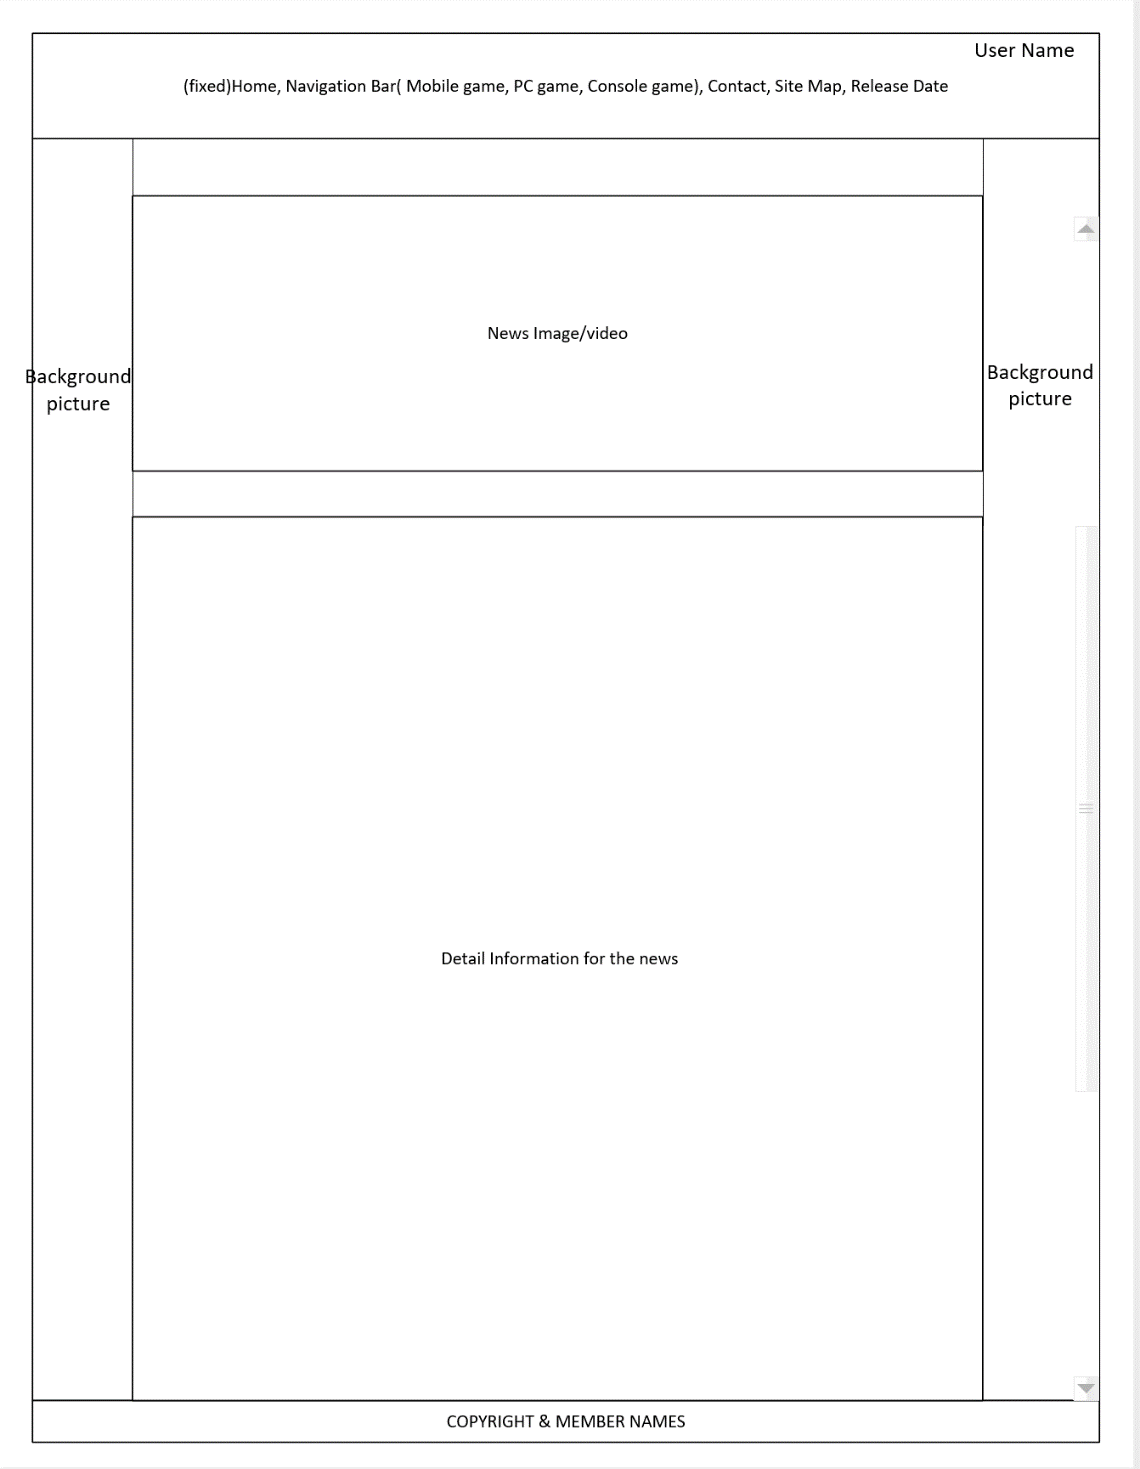 User Name
(fixed)Home, Navigation Bar( Mobile game, PC game, Console game), Contact, Site Map, Release Date
News Image/video
Background
picture
Background
picture
Detail Information for the news
COPYRIGHT & MEMBER NAMES